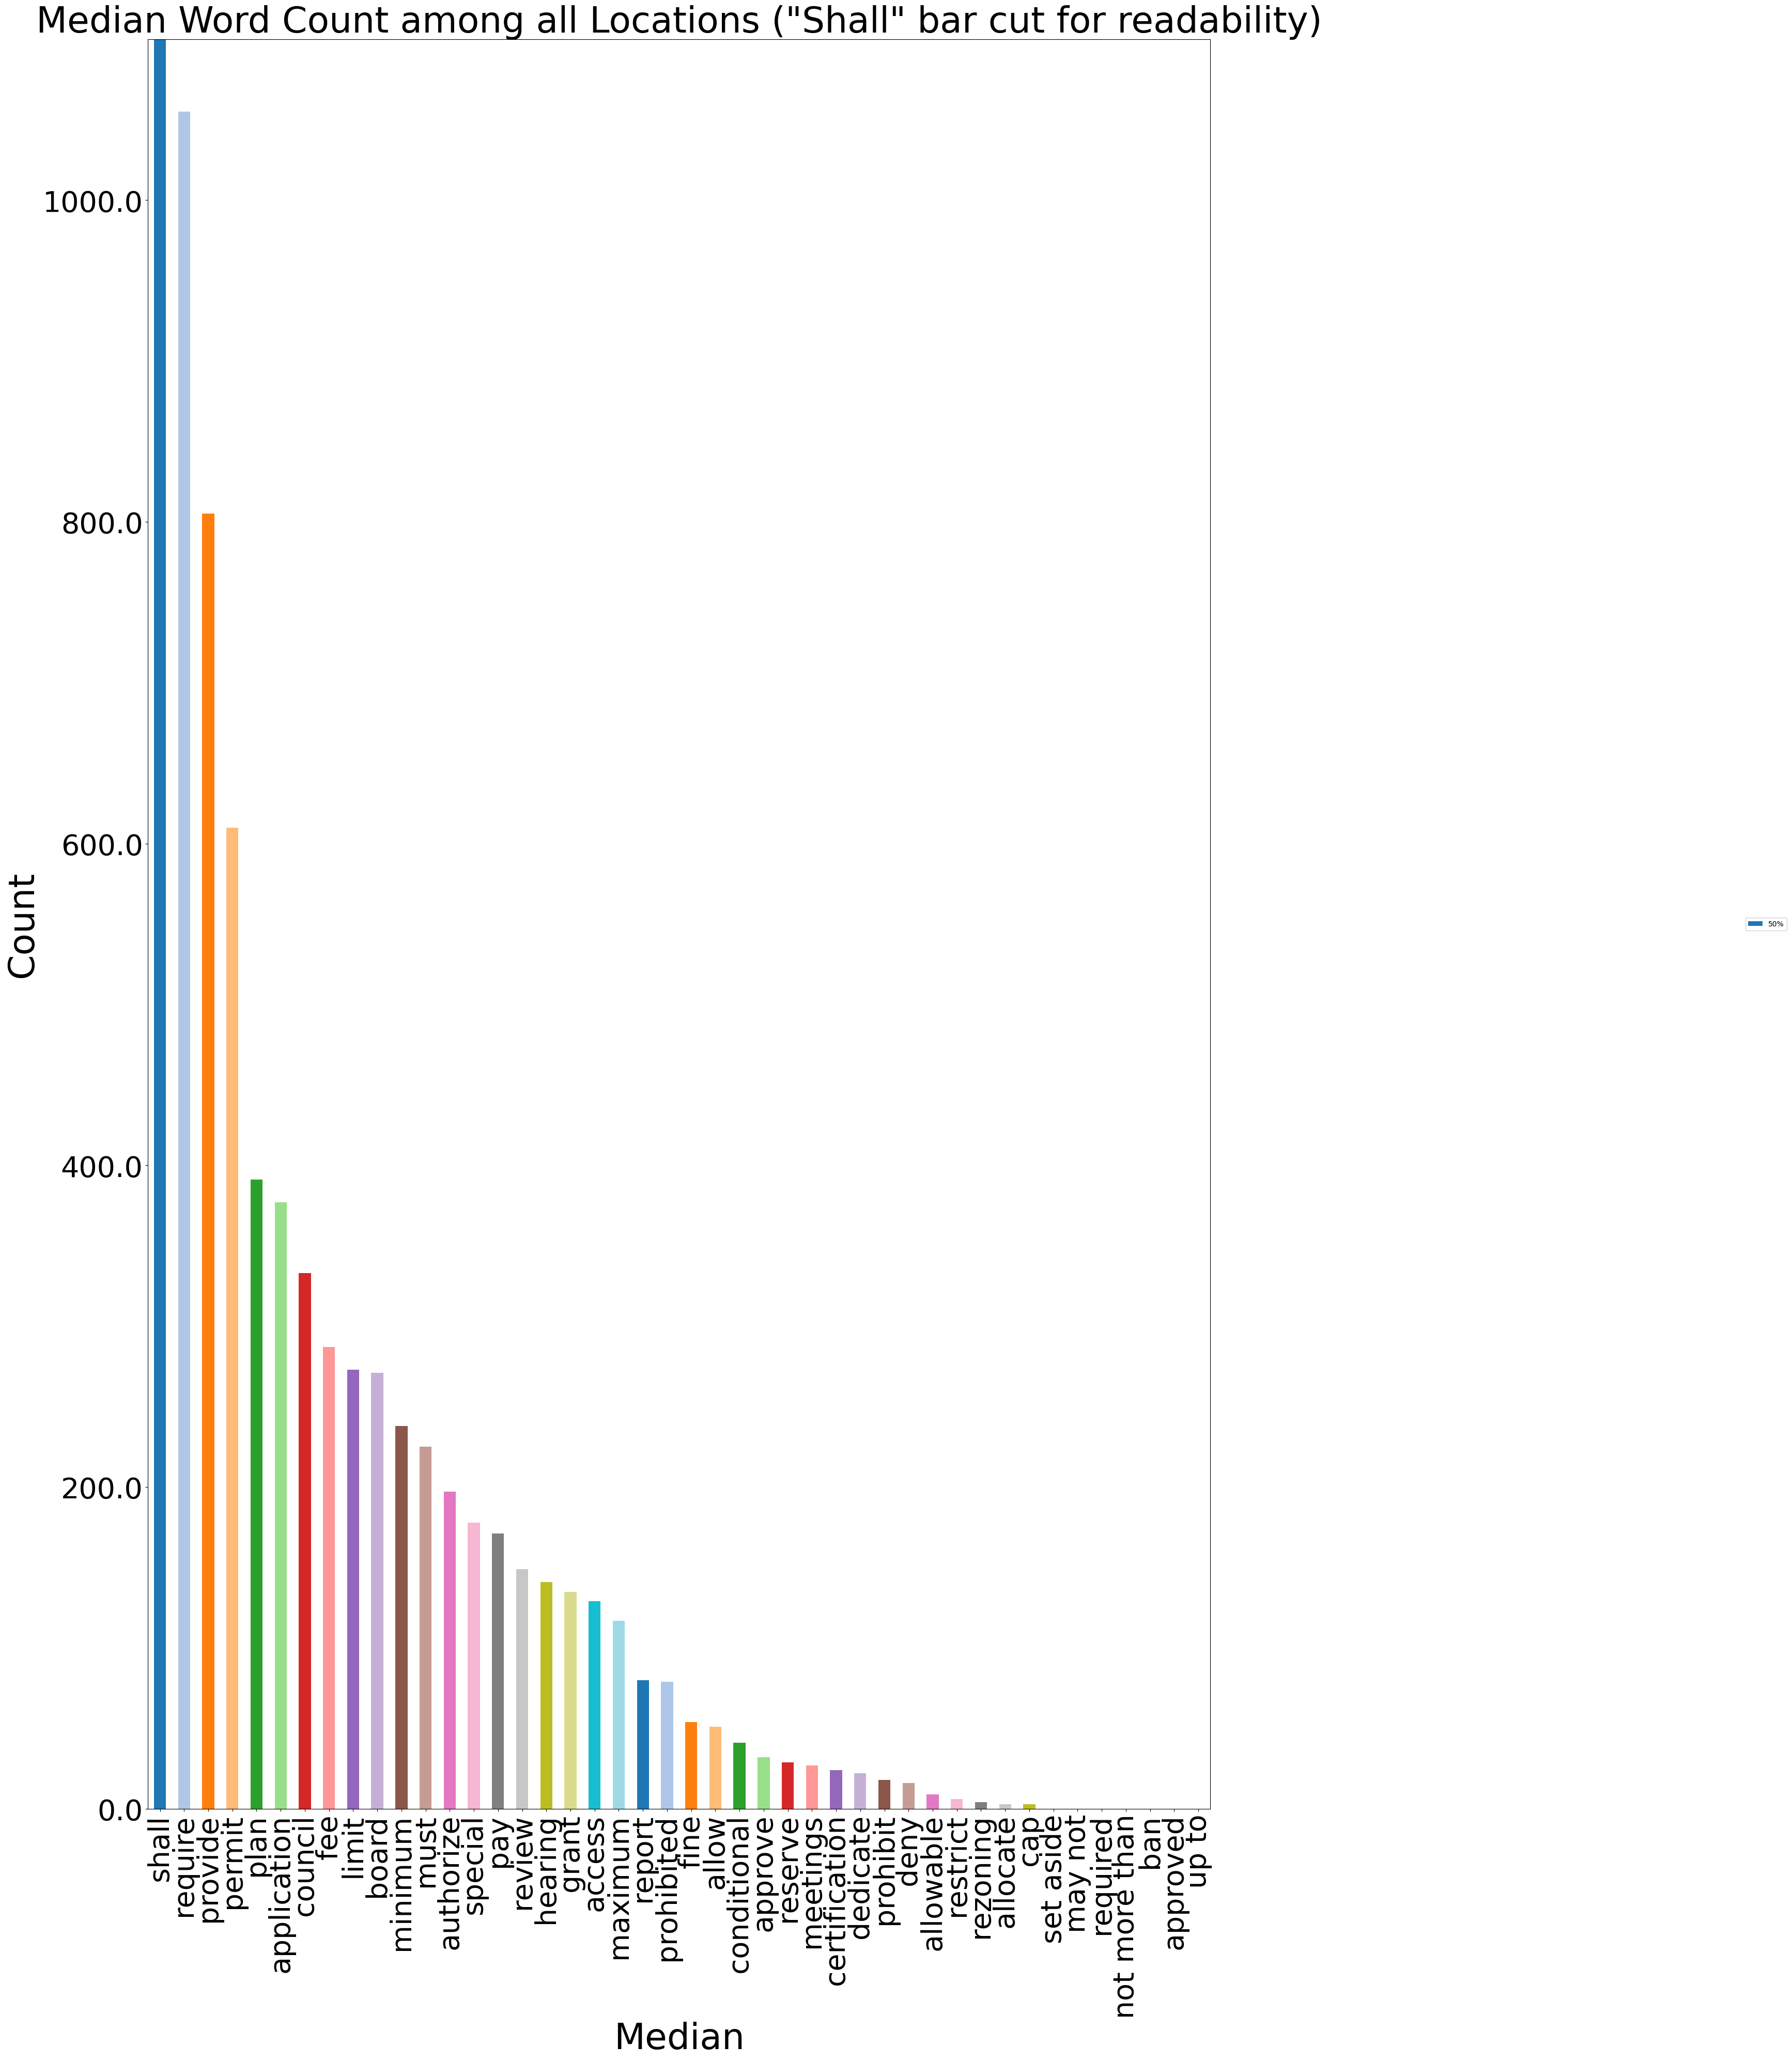 Median Word Count among all Locations ("Shall" bar cut for readability)
1000.0
800.0
600.0
400.0
200.0
0.0
Count
50%
shall
require
provide
permit
plan
application
council
fee
limit
board
minimum
must
authorize
special
pay
review
hearing
grant
access
maximum
report
prohibited
fine
allow
conditional
approve
reserve
meetings
certification
dedicate
prohibit
deny
allowable
restrict
rezoning
allocate
cap
set aside
may not
required
not more than
ban
approved
up to
Median